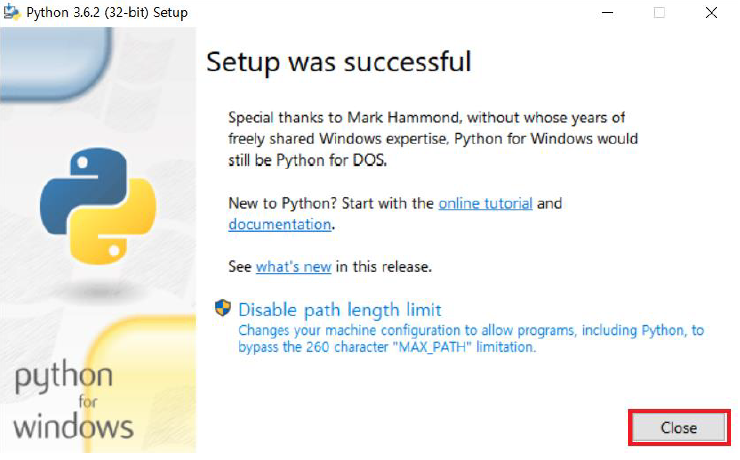 Python 3.6.2 (32-bit) Setup
Setup was successful
Special thanks to Mark Hammond, without whose years of
freely shared Windows expertise, Python for Windows would
still be Python for DOS.
New to Python? Start with the online tutorial and
documentation.
See what's new in this release.
Disable path length limit
Changes your machine configuration to allow programs, including Python, to
bypass the 260 character "MAX_PATH" limitation.
python
for
windows
Close